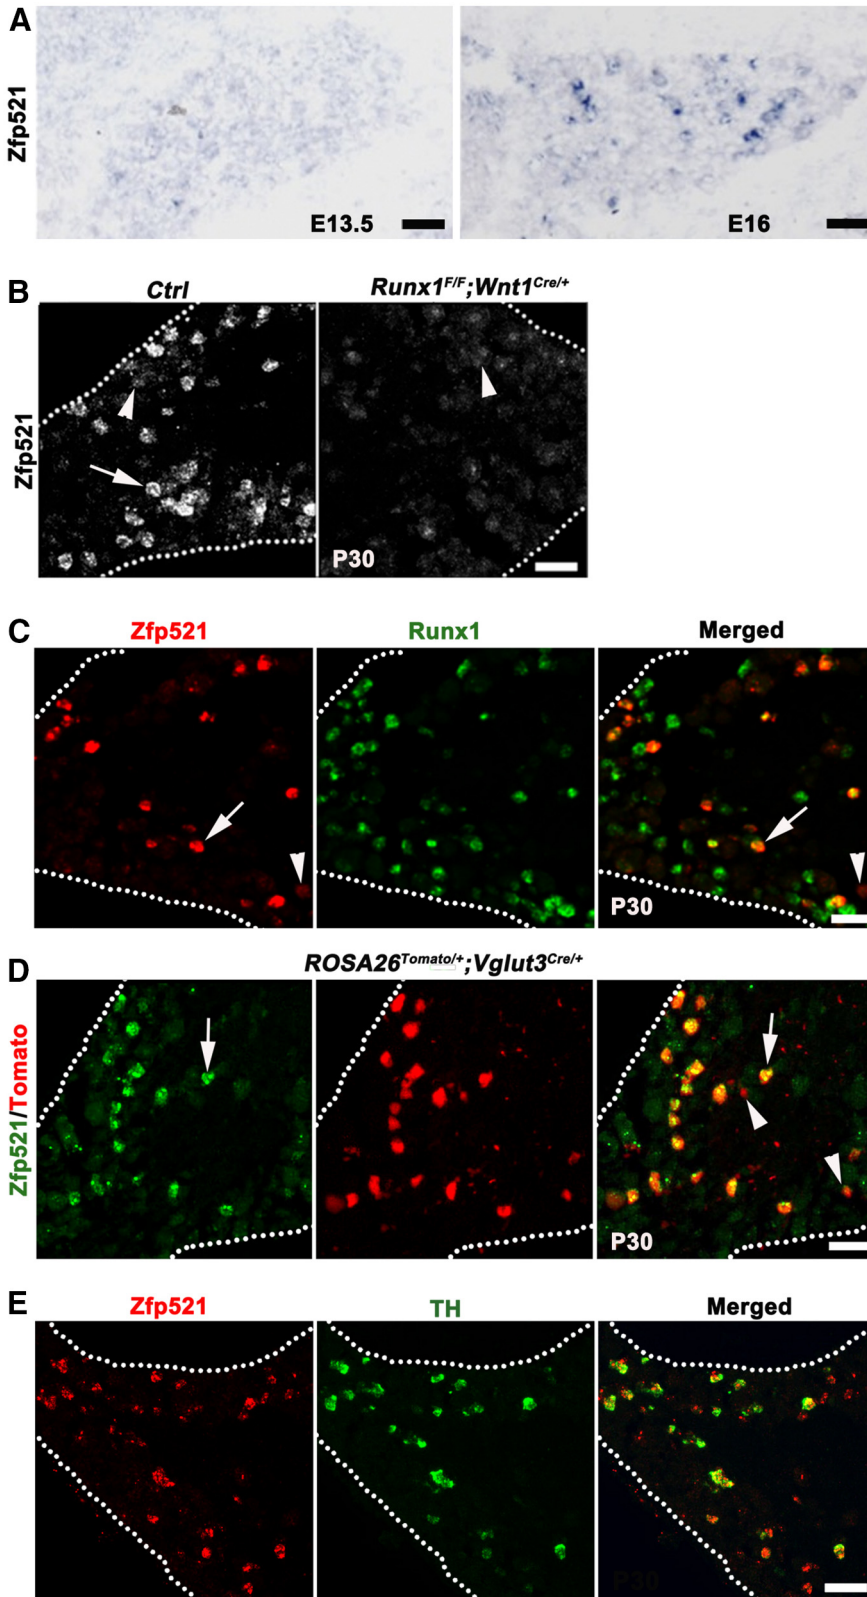 A
Zfp521
E13.5
E16
B
Ctrl
Runx1F/F;Wnt1Cre/+
Zfp521
P30
C
Zfp521
Runx1
Merged
P30
D
ROSA26Tomato/+;Vglut3Cre/+
Zfp521/Tomato
P30
E
Zfp521
TH
Merged
P30